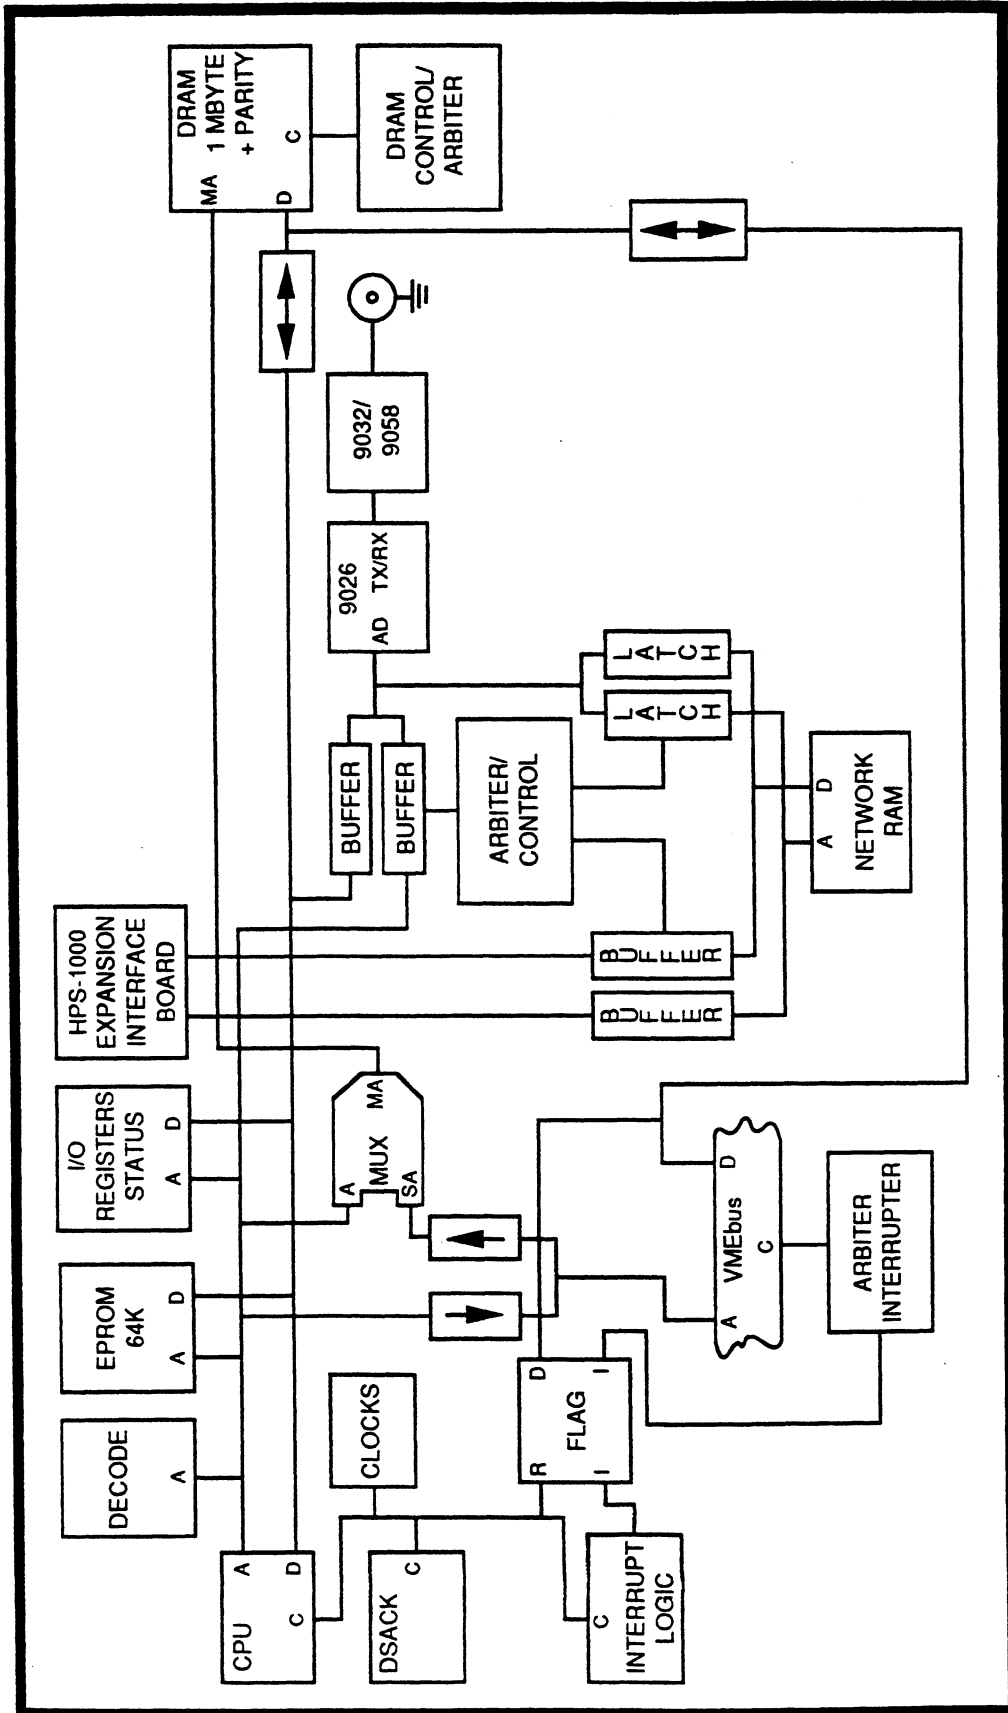 DECODE
A
EPROM
64K
A
D
I/O
REGISTERS
STATUS
A
D
HPS-1000
EXPANSION
INTERFACE
BOARD
DRAM
1 MBYTE
+ PARITY
MA
D
C
DRAM
CONTROL/
ARBITER
CPU
A
D
C
CLOCKS
DSACK
C
A
MUX
SA
MA
BUFFER
BUFFER
9026
AD TX/RX
9032/
9058
ARBITER/
CONTROL
FLAG
R
D
I
I
INTERRUPT
LOGIC
C
BUFFER
BUFFER
LATCH
LATCH
VMEbus
A
D
C
NETWORK
RAM
A
D
ARBITER
INTERRUPTER